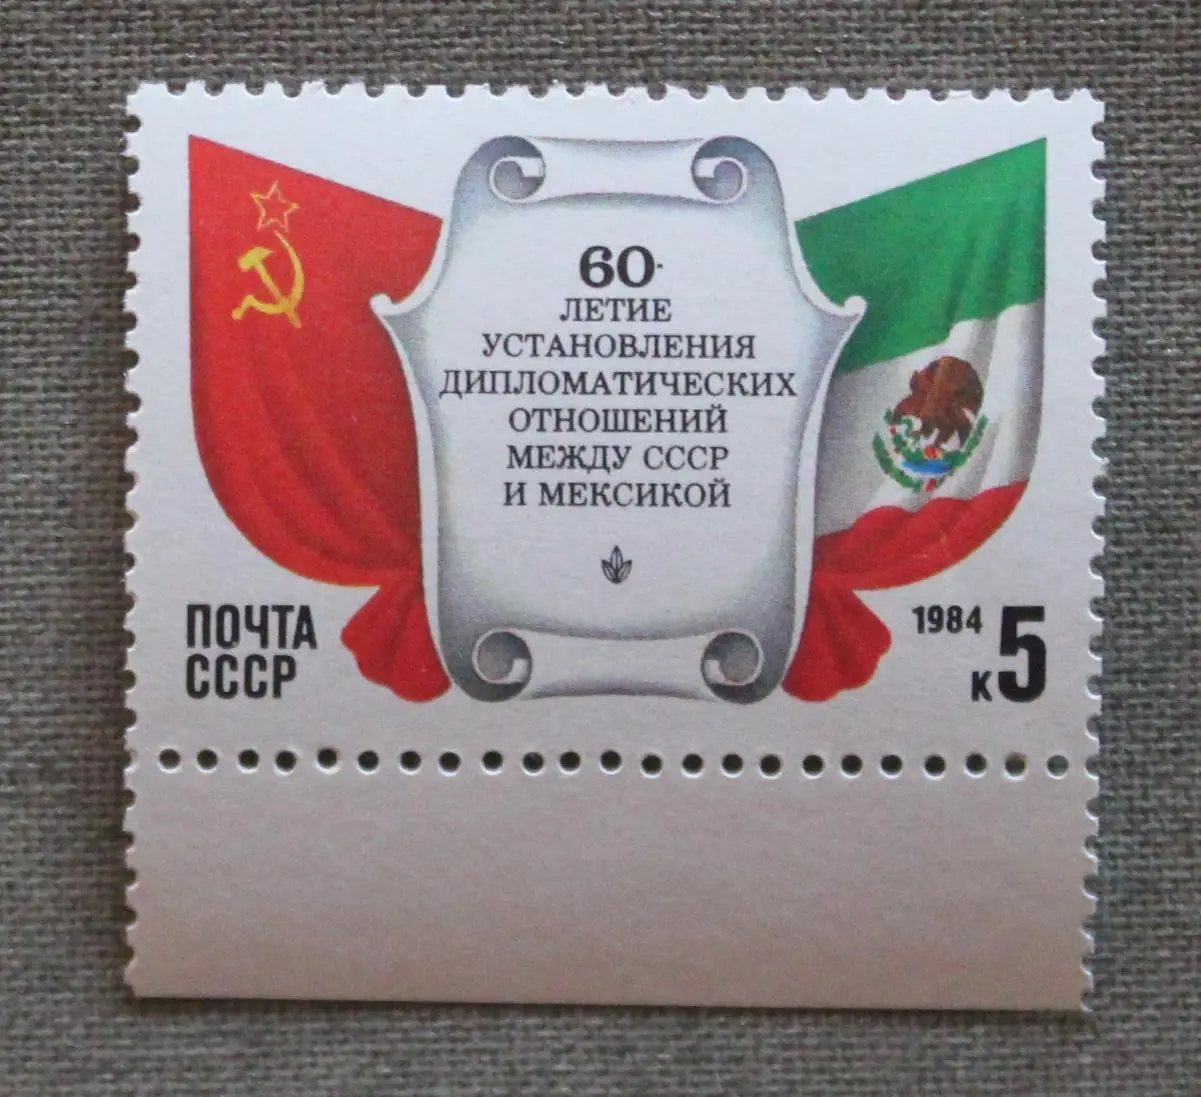 60-
ЛЕТИЕ
УСТАНОВЛЕНИЯ
ДИПЛОМАТИЧЕСКИХ
ОТНОШЕНИЙ
МЕЖДУ СССР
И МЕКСИКОЙ
ПОЧТА
СССР
1984
к5